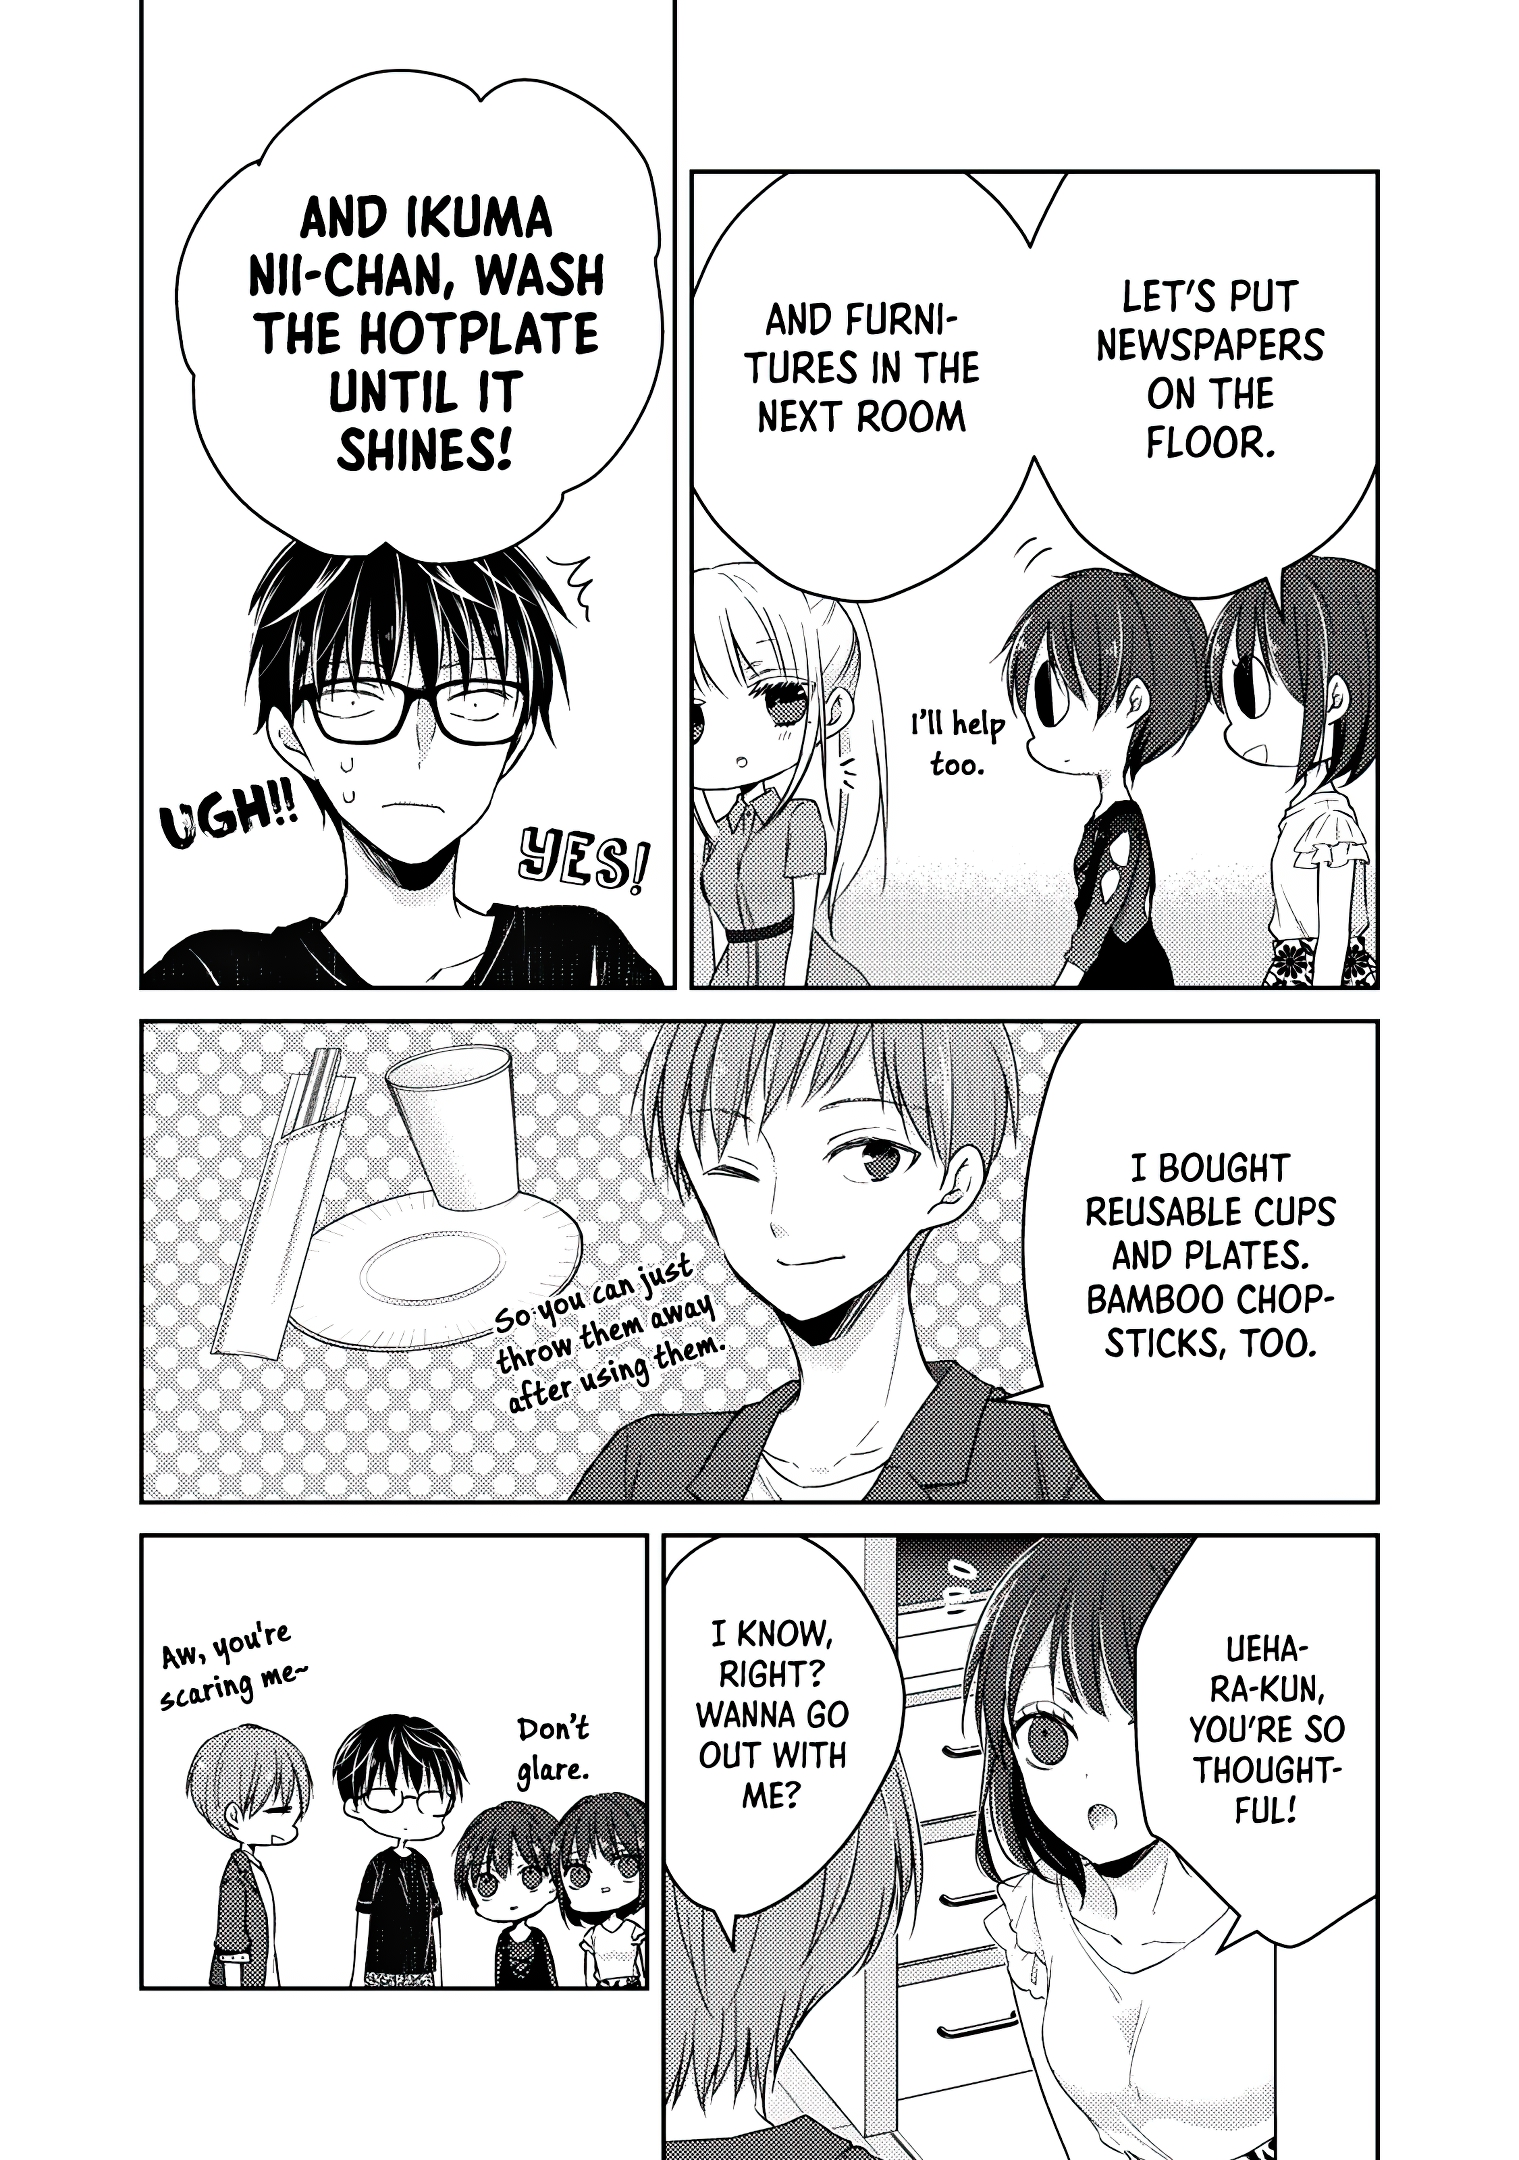 LET'S PUT
NEWSPAPERS
ON THE
FLOOR.
AND FURNI-
TURES IN THE
NEXT ROOM
I'll help
too.
AND IKUMA
NII-CHAN, WASH
THE HOTPLATE
UNTIL IT
SHINES!
UGH!!
YES!
I BOUGHT
REUSABLE CUPS
AND PLATES.
BAMBOO CHOP-
STICKS, TOO.
So you can just
throw them away
after using them.
UEHA-
RA-KUN,
YOU'RE SO
THOUGHT-
FUL!
I KNOW,
RIGHT?
WANNA GO
OUT WITH
ME?
Aw, you're
scaring me~
Don't
glare.